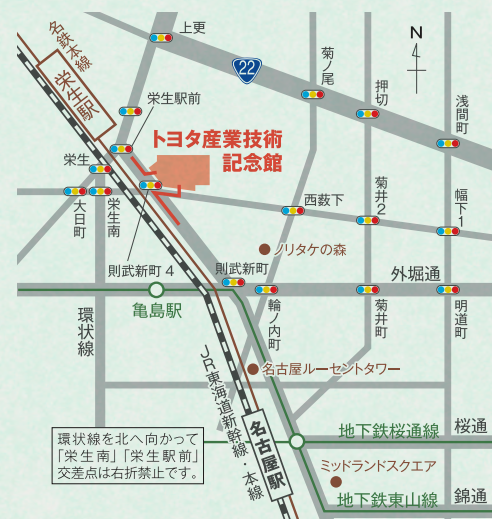 名鉄本線
栄生駅
上更
22
菊ノ尾
N
押切
浅間町
栄生駅前
トヨタ産業技術
記念館
栄生
大日町
栄生南
則武新町4
西薮下
菊井2
幅下1
ノリタケの森
則武新町
外堀通
亀島駅
環状線
輪ノ内町
菊井町
明道町
JR東海道新幹線・本線
名古屋ルーセントタワー
名古屋駅
環状線を北へ向かって
「栄生南」「栄生駅前」
交差点は右折禁止です。
地下鉄桜通線
桜通
ミッドランドスクエア
地下鉄東山線
錦通